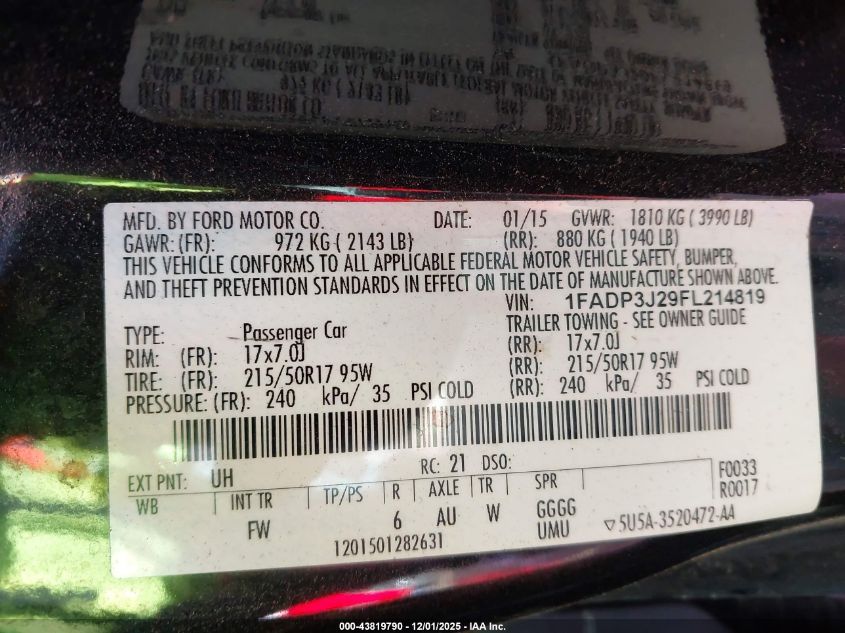 MFD. BY FORD MOTOR CO. DATE: 01/15 GVWR: 1810 KG ( 3990 LB)
GAWR: (FR): 972 KG ( 2143 LB) (RR): 880 KG ( 1940 LB)
THIS VEHICLE CONFORMS TO ALL APPLICABLE FEDERAL MOTOR VEHICLE SAFETY, BUMPER,
AND THEFT PREVENTION STANDARDS IN EFFECT ON THE DATE OF MANUFACTURE SHOWN ABOVE.
VIN: 1FADP3J29FL214819
TYPE: Passenger Car TRAILER TOWING - SEE OWNER GUIDE
RIM: (FR): 17x7.0J (RR): 17x7.0J
TIRE: (FR): 215/50R17 95W (RR): 215/50R17 95W
PRESSURE: (FR): 240 kPa/ 35 PSI COLD (RR): 240 kPa/ 35 PSI COLD
EXT PNT: UH RC: 21 DSO: F0033
WB INT TR TP/PS R AXLE TR SPR R0017
FW 6 AU W GGGG
UMU ▽5U5A-3520472-AA
1201501282631
000-43819790 - 12/01/2025 - IAA Inc.